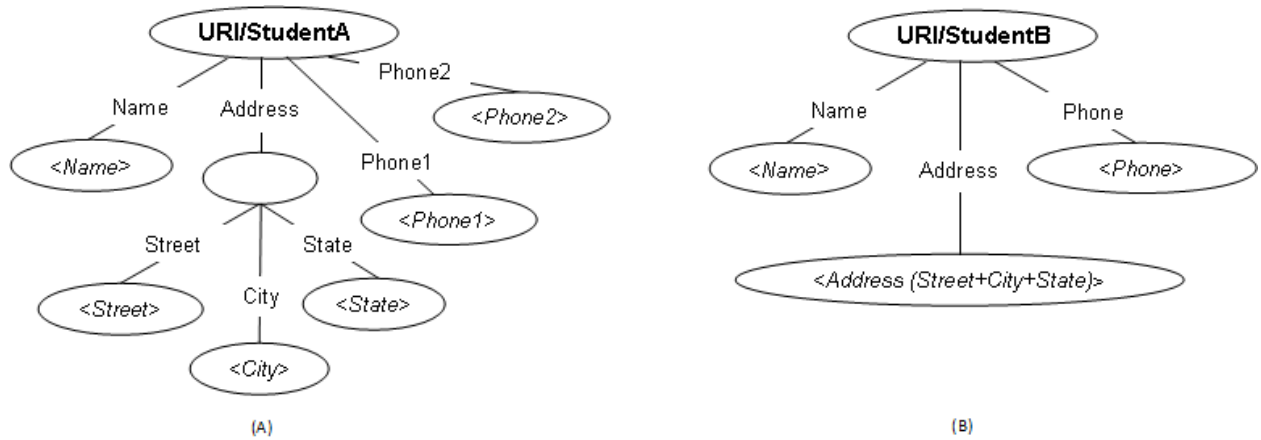 URI/StudentA
Phone2
<Phone2>
Name
Address
<Name>
Phone1
<Phone1>
Street
State
<Street>
City
<State>
<City>
(A)
URI/StudentB
Name
Phone
<Name>
Address
<Phone>
<Address (Street+City+State)>
(B)